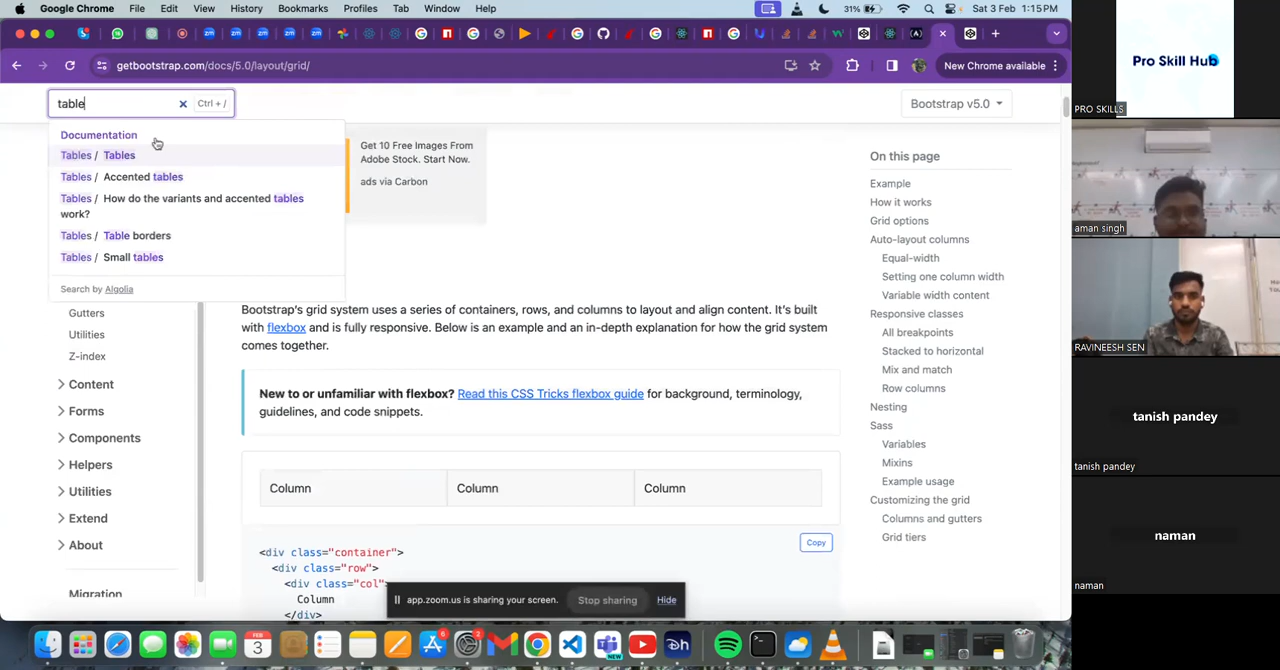 Google Chrome File Edit View History Bookmarks Profiles Tab Window Help
31% Sat 3 Feb 1:15 PM
getbootstrap.com/docs/5.0/layout/grid/
New Chrome available
table
Ctrl + /
Bootstrap v5.0
Documentation
Tables / Tables
Tables / Accented tables
Tables / How do the variants and accented tables
work?
Tables / Table borders
Tables / Small tables
Search by Algolia
Gutters
Utilities
Z-index
Content
Forms
Components
Helpers
Utilities
Extend
About
Migration
Get 10 Free Images From
Adobe Stock. Start Now.
ads via Carbon
Bootstrap's grid system uses a series of containers, rows, and columns to layout and align content. It's built
with flexbox and is fully responsive. Below is an example and an in-depth explanation for how the grid system
comes together.
New to or unfamiliar with flexbox? Read this CSS Tricks flexbox guide for background, terminology,
guidelines, and code snippets.
Column Column Column
Copy
<div class="container">
<div class="row">
<div class="col"
Column
</div>
app.zoom.us is sharing your screen. Stop sharing Hide
On this page
Example
How it works
Grid options
Auto-layout columns
Equal-width
Setting one column width
Variable width content
Responsive classes
All breakpoints
Stacked to horizontal
Mix and match
Row columns
Nesting
Sass
Variables
Mixins
Example usage
Customizing the grid
Columns and gutters
Grid tiers
Pro Skill Hub
PRO SKILLS
aman singh
RAVINEESH SEN
tanish pandey
tanish pandey
naman
naman
FEB
3